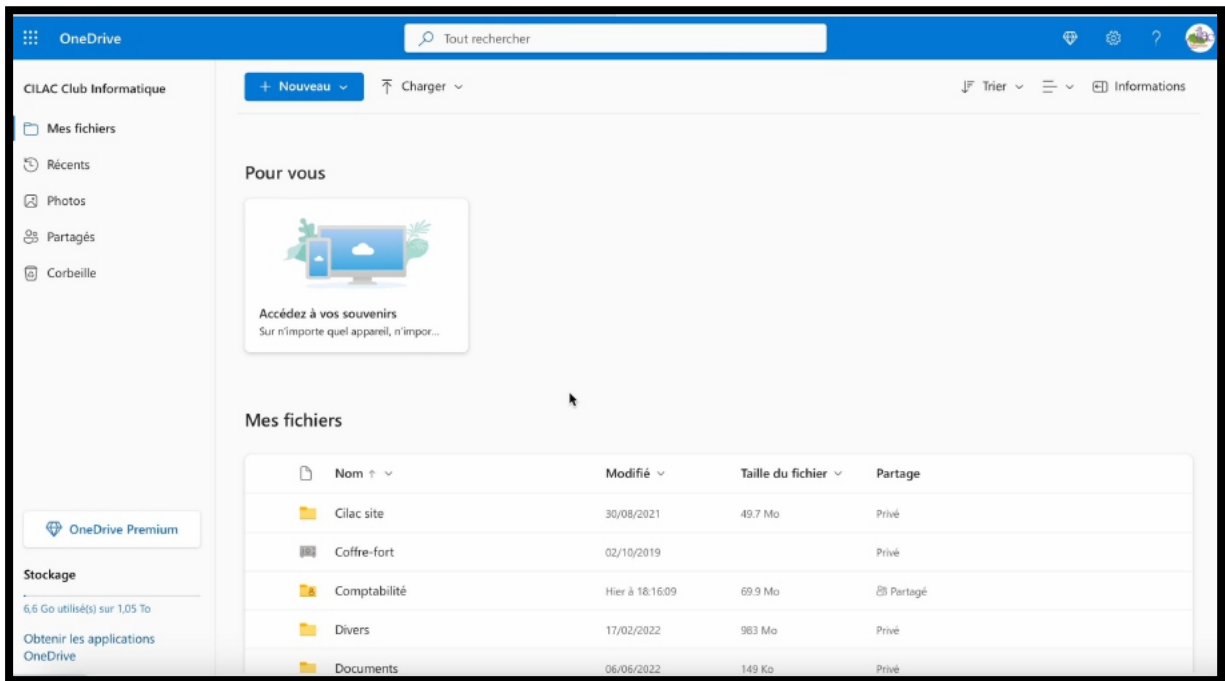 OneDrive
Tout rechercher
?
CILAC Club Informatique
+ Nouveau
Charger
Trier
Informations
Mes fichiers
Récents
Photos
Partagés
Corbeille
Pour vous
Accédez à vos souvenirs
Sur n'importe quel appareil, n'impor...
Mes fichiers
Nom ↑ Modifié Taille du fichier Partage
Cilac site 30/08/2021 49.7 Mo Privé
Coffre-fort 02/10/2019 Privé
Comptabilité Hier à 18:16:09 69.9 Mo Partagé
Divers 17/02/2022 983 Mo Privé
Documents 06/06/2022 149 Ko Privé
OneDrive Premium
Stockage
6,6 Go utilisé(s) sur 1,05 To
Obtenir les applications
OneDrive